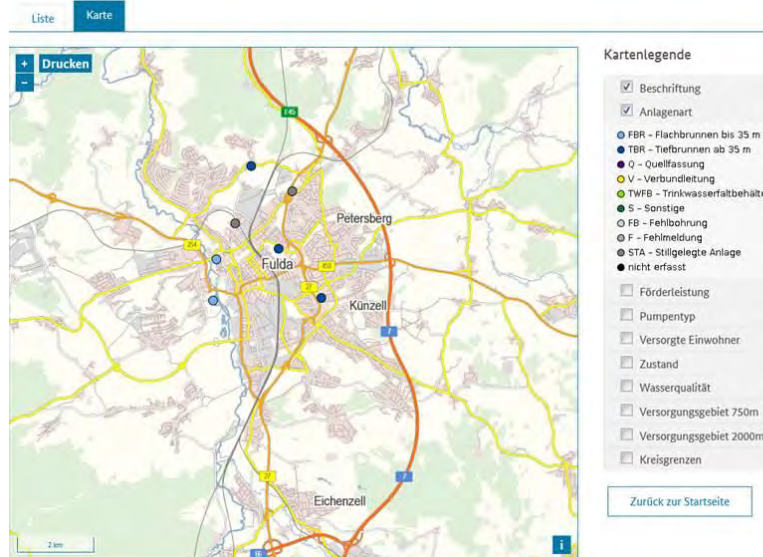 Liste
Karte
+
Drucken
−
E45
Petersberg
254
Fulda
458
27
Künzell
7
27
7
Eichenzell
2 km
i
Kartenlegende
Beschriftung
Anlagenart
FBR - Flachbrunnen bis 35 m
TBR - Tiefbrunnen ab 35 m
Q - Quellfassung
V - Verbundleitung
TWFB - Trinkwasserfaltbehälte
S - Sonstige
FB - Fehlbohrung
F - Fehlmeldung
STA - Stillgelegte Anlage
nicht erfasst
Förderleistung
Pumpentyp
Versorgte Einwohner
Zustand
Wasserqualität
Versorgungsgebiet 750m
Versorgungsgebiet 2000m
Kreisgrenzen
Zurück zur Startseite